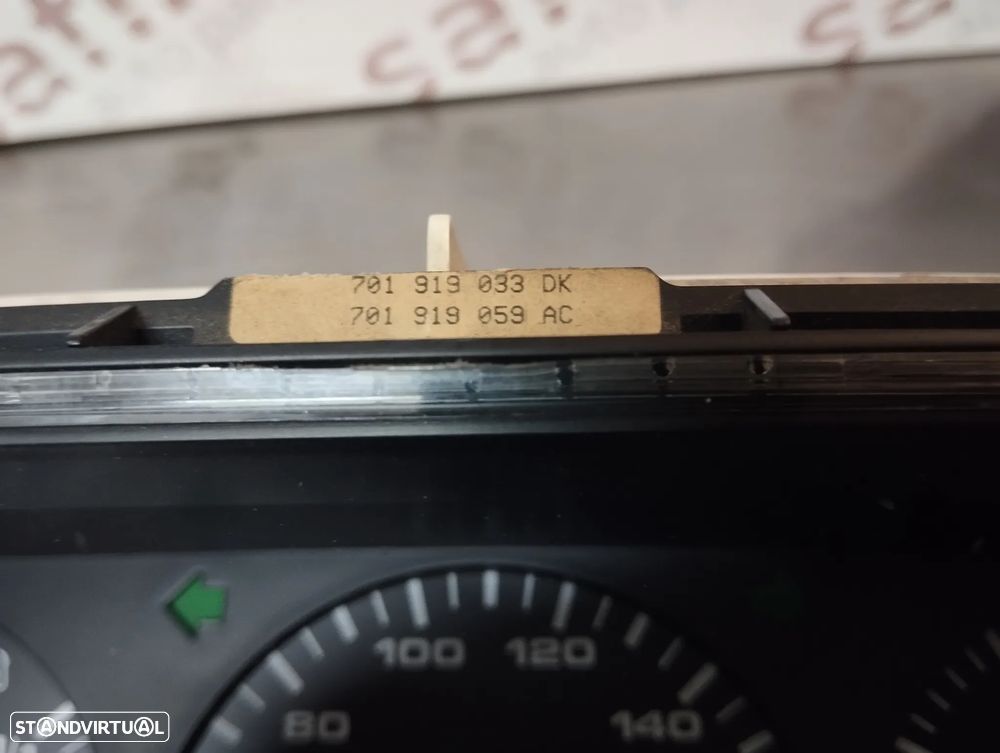 701 919 033 DK
701 919 059 AC
100 120
80 140
STANDVIRTUAL